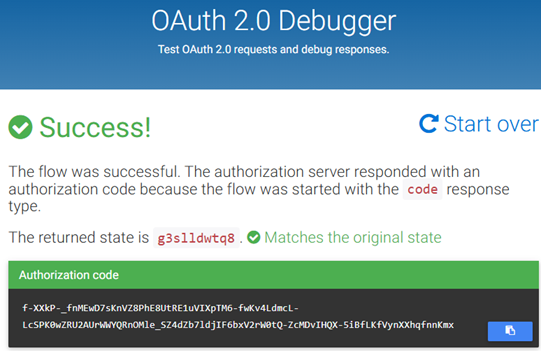 OAuth 2.0 Debugger
Test OAuth 2.0 requests and debug responses.
Success!
Start over
The flow was successful. The authorization server responded with an
authorization code because the flow was started with the code response
type.
The returned state is g3slldwtq8. Matches the original state
Authorization code
f-XXkP-_fnMEwD7sKnVZ8PhE8UtRE1uVIXpTM6-fwKv4LdmcL-
LcSPK0wZRU2AUrWWYQRnOMle_SZ4dZb7ldjIF6bxV2rW0tQ-ZcMDvIHQX-5iBfLKfVynXXhqfnnKmx